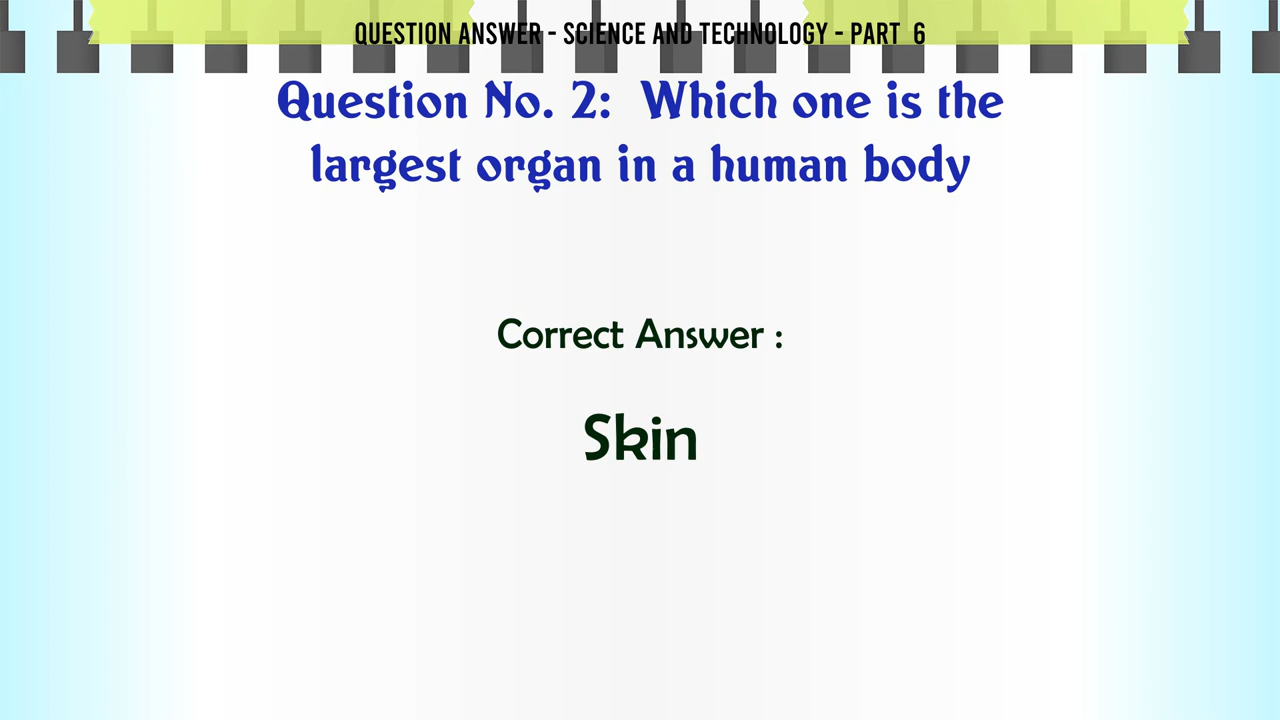 QUESTION ANSWER - SCIENCE AND TECHNOLOGY - PART 6
Question No. 2: Which one is the
largest organ in a human body
Correct Answer :
Skin